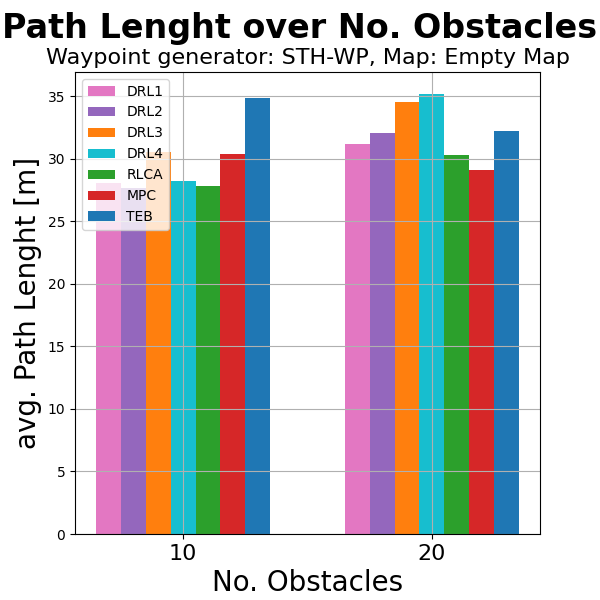 Path Lenght over No. Obstacles
Waypoint generator: STH-WP, Map: Empty Map
avg. Path Lenght [m]
35
30
25
20
15
10
5
0
DRL1
DRL2
DRL3
DRL4
RLCA
MPC
TEB
10 20
No. Obstacles